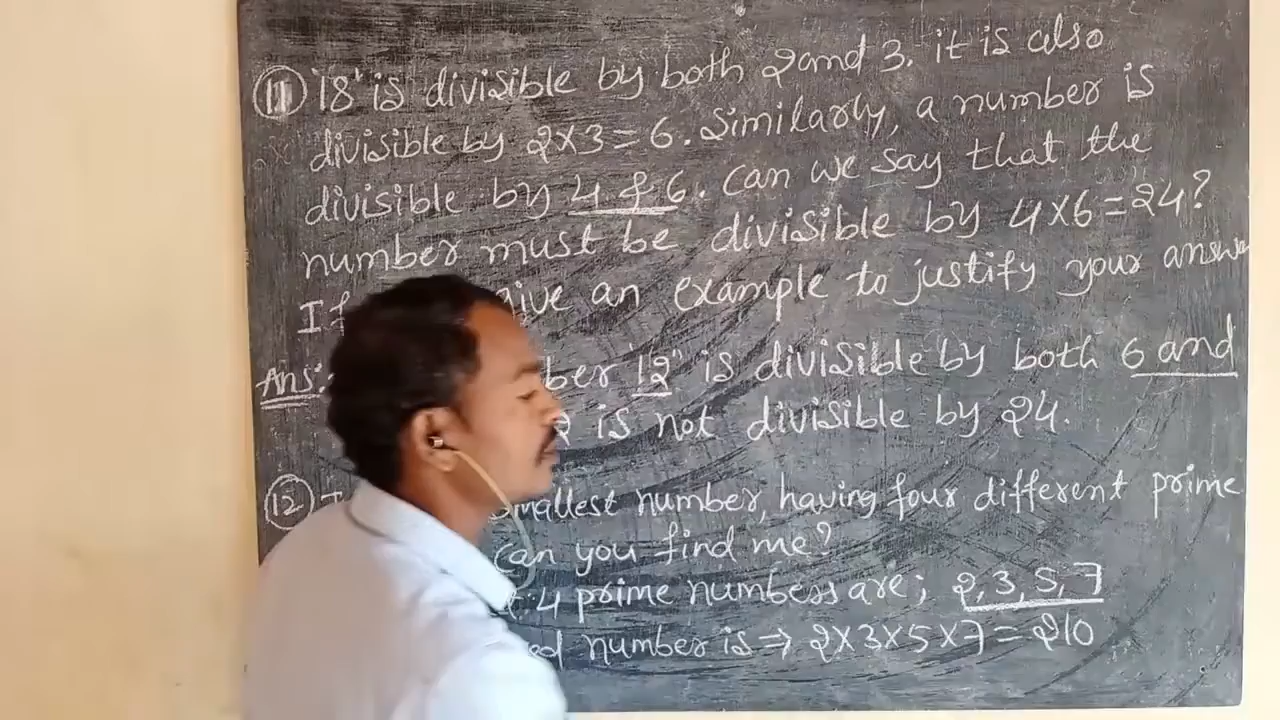 11 '18' is divisible by both 2 and 3. it is also
divisible by 2×3=6. Similarly, a number is
divisible by 4 & 6. Can we say that the
number must be divisible by 4×6=24?
give an example to justify your answer
Ans:- 12" is divisible by both 6 and
is not divisible by 24.
12 smallest number, having four different prime
can you find me?
4 prime numbers are; 2, 3, 5, 7
number is ⇒ 2×3×5×7=210